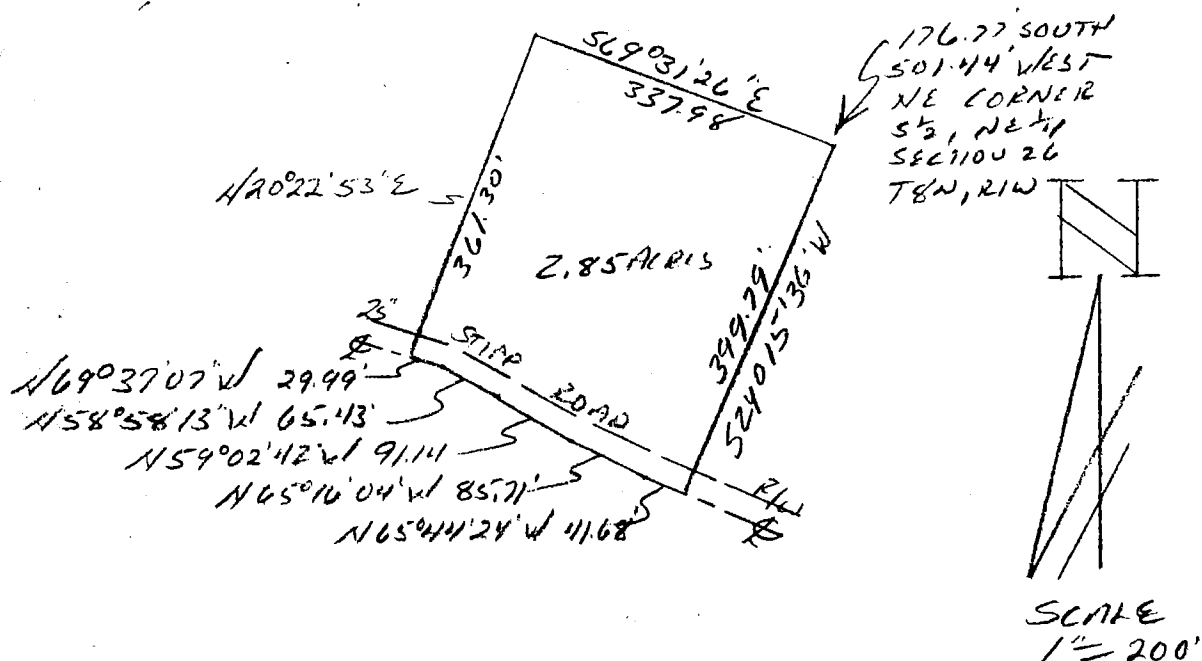 S69°31'26"E
337.98
176.77 SOUTH
501.44' WEST
NE CORNER
S½, NE¼
SECTION 26
T8N, R1W
N20°22'53"E
361.30'
2.85 ACRES
399.79'
S24°15'36"W
25'
STIPP ROAD
R/W
℄
℄
N69°37'07"W 29.99'
N58°58'13"W 65.43'
N59°02'42"W 91.14
N65°16'04"W 85.71'
N65°44'24"W 41.68'
N
SCALE
1" = 200'